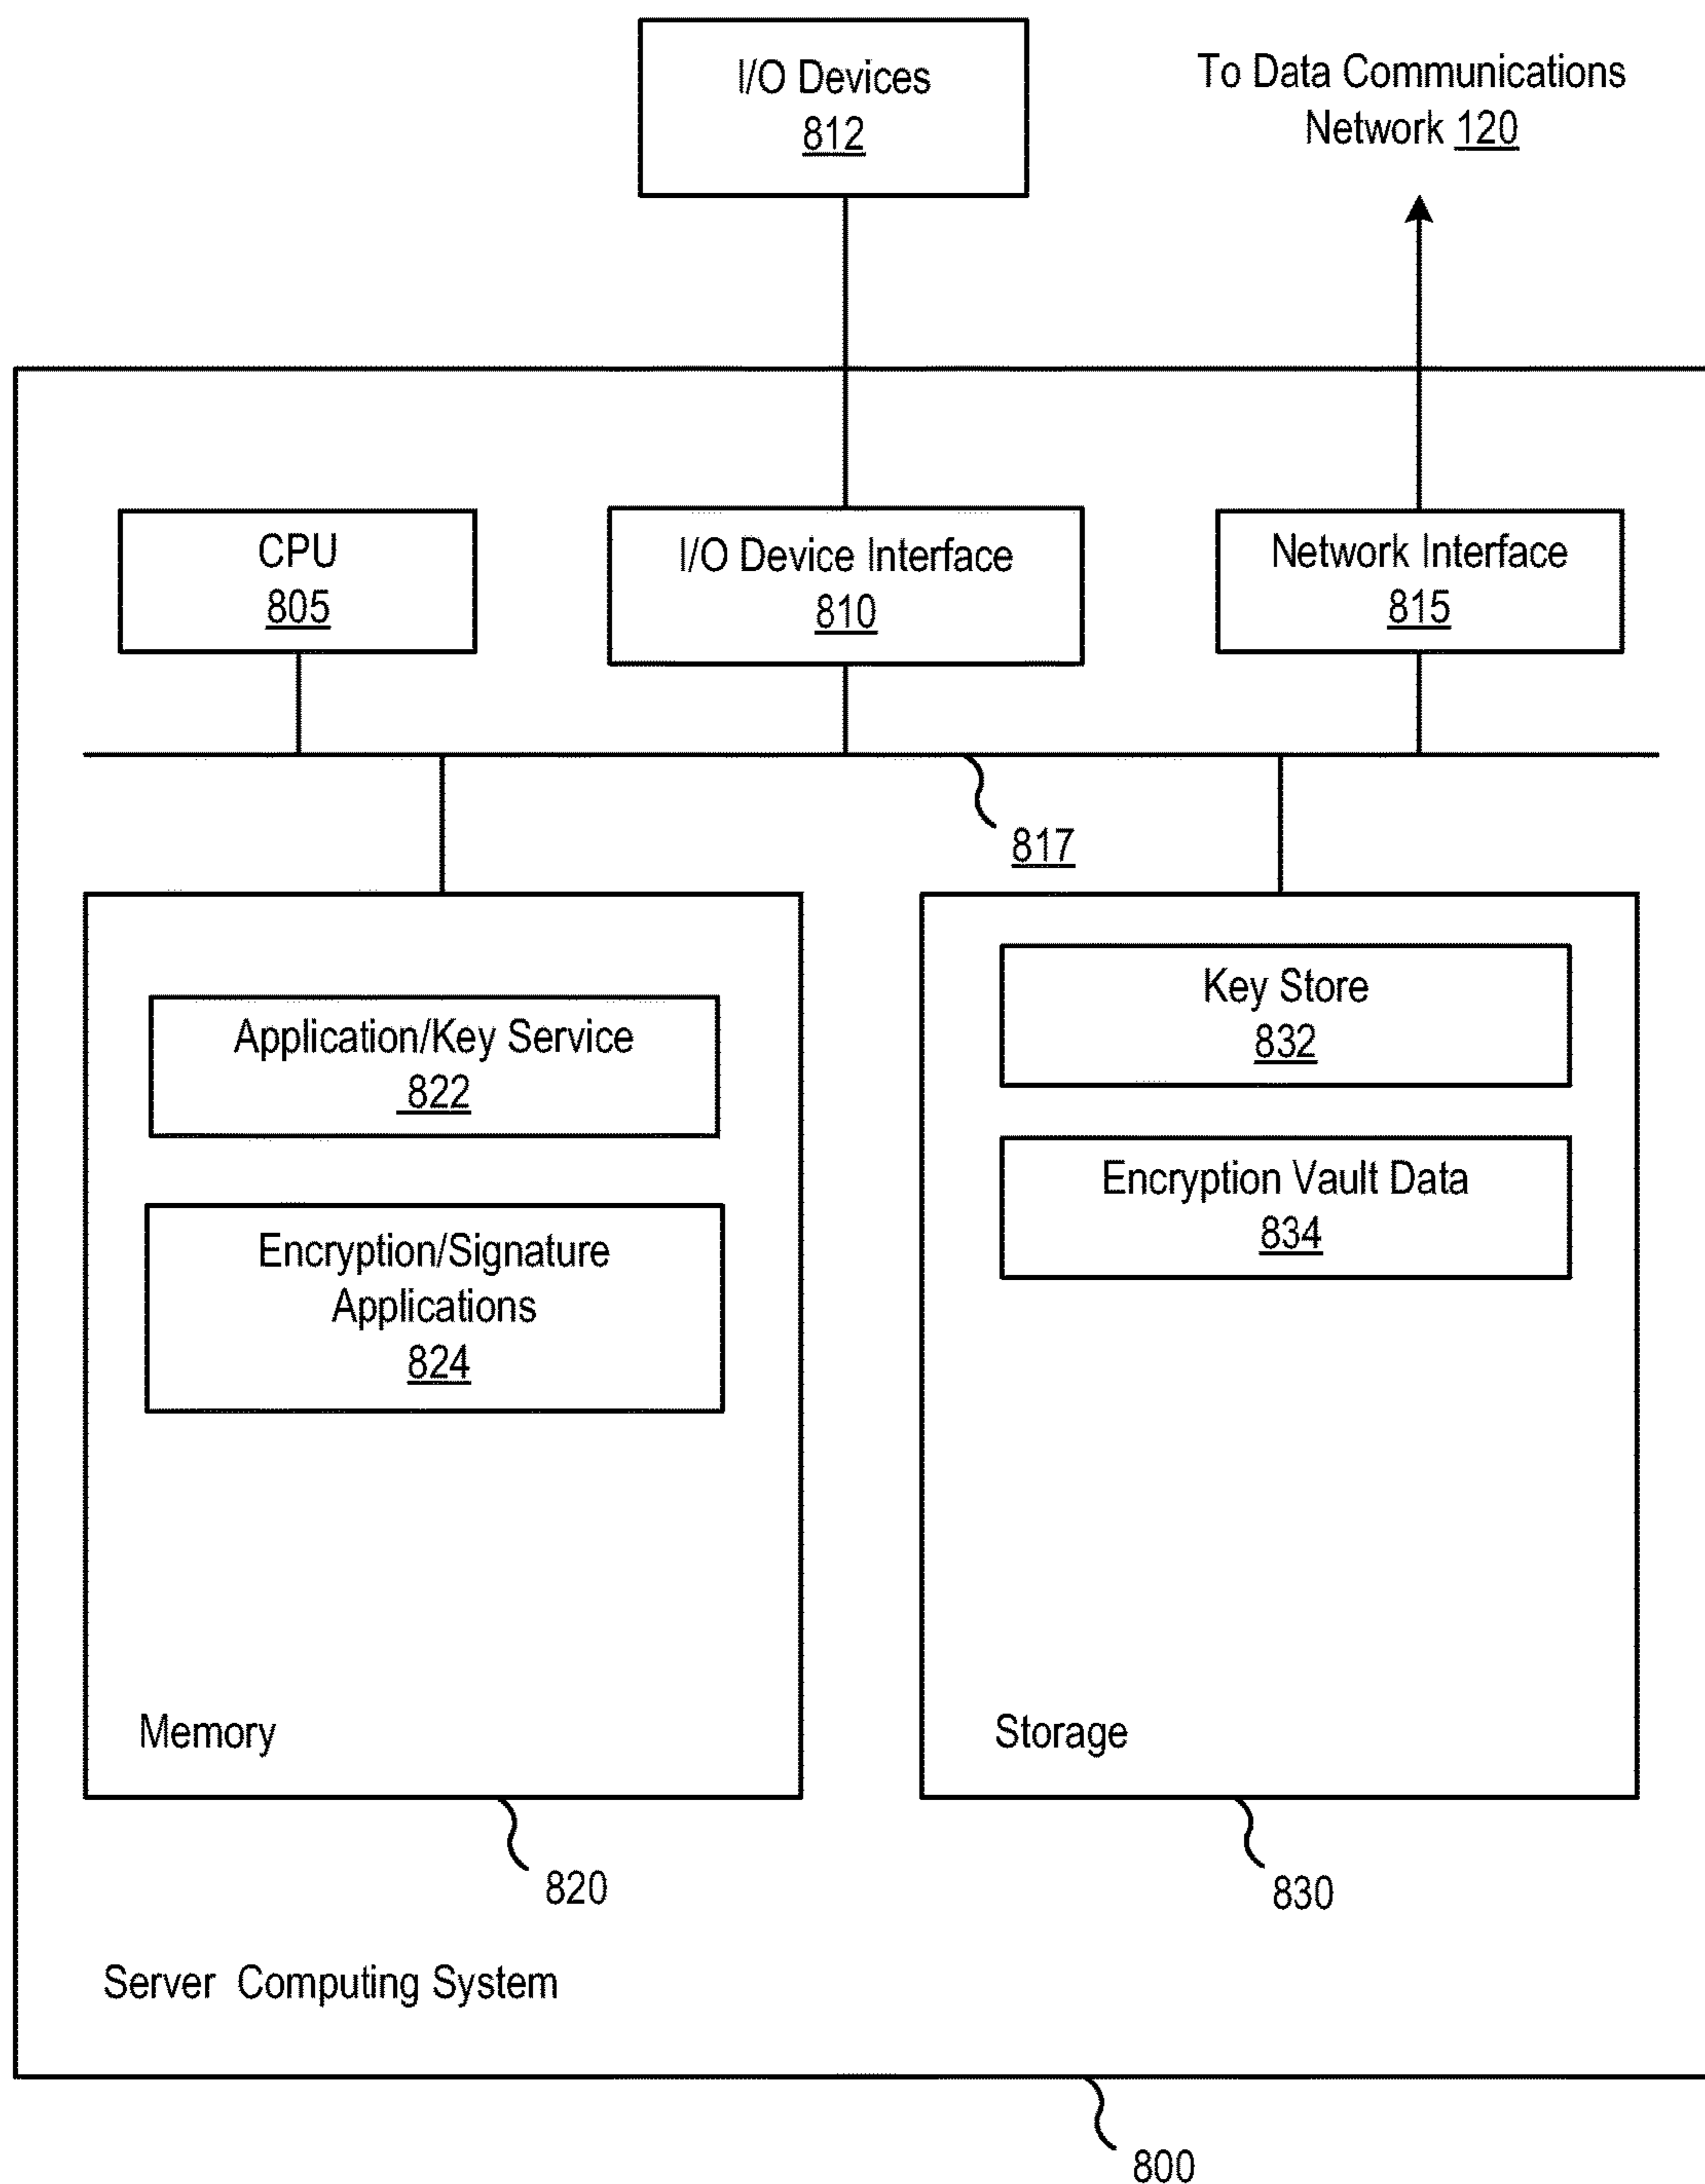 I/O Devices
812
To Data Communications
Network 120
CPU
805
I/O Device Interface
810
Network Interface
815
817
Application/Key Service
822
Encryption/Signature
Applications
824
Memory
820
Key Store
832
Encryption Vault Data
834
Storage
830
Server Computing System
800